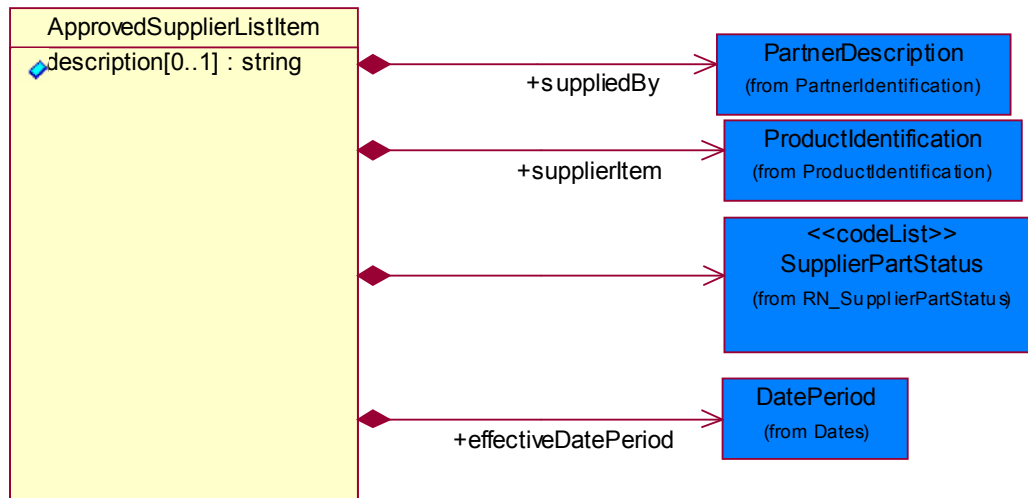 ApprovedSupplierListItem
description[0..1] : string
+suppliedBy
PartnerDescription
(from PartnerIdentification)
+supplierItem
ProductIdentification
(from ProductIdentification)
<<codeList>>
SupplierPartStatus
(from RN_SupplierPartStatus)
+effectiveDatePeriod
DatePeriod
(from Dates)